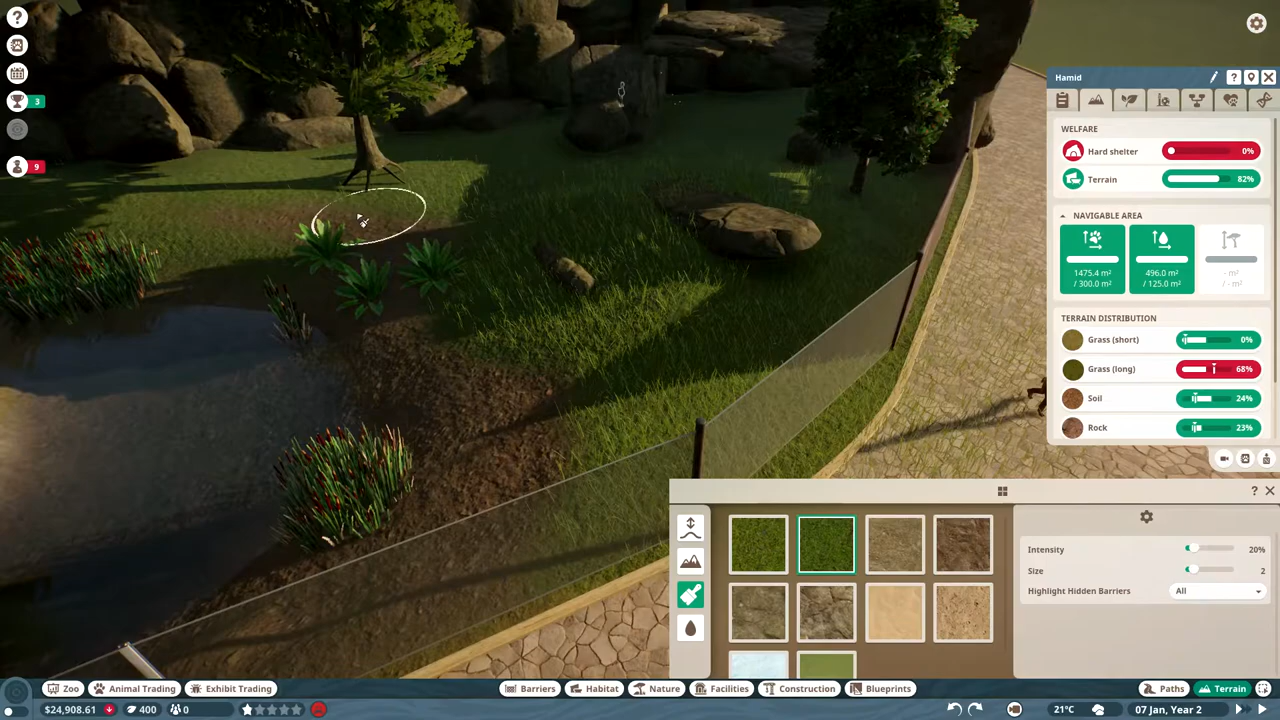 ?
3
9
Hamid
?
WELFARE
Hard shelter 0%
Terrain 82%
NAVIGABLE AREA
1475.4 m²
/ 300.0 m²
496.0 m²
/ 125.0 m²
- m²
/ - m²
TERRAIN DISTRIBUTION
Grass (short) 0%
Grass (long) 68%
Soil 24%
Rock 23%
?
Intensity 20%
Size 2
Highlight Hidden Barriers All
Zoo Animal Trading Exhibit Trading Barriers Habitat Nature Facilities Construction Blueprints Paths Terrain
$24,908.61 400 0 21°C 07 Jan, Year 2